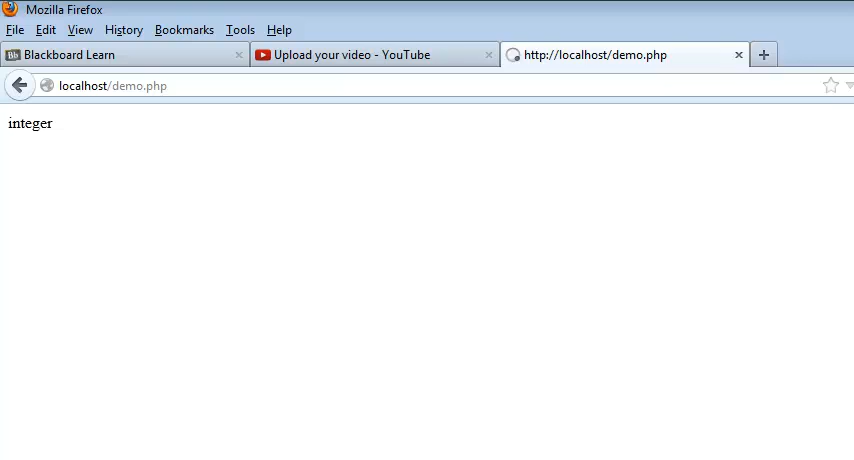 Mozilla Firefox
File Edit View History Bookmarks Tools Help
Bb Blackboard Learn × Upload your video - YouTube × http://localhost/demo.php × +
localhost/demo.php
integer